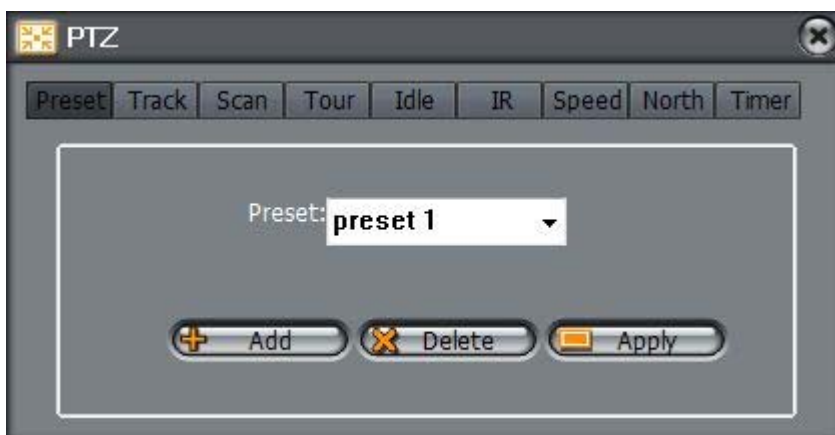 PTZ
Preset Track Scan Tour Idle IR Speed North Timer
Preset: preset 1
Add Delete Apply